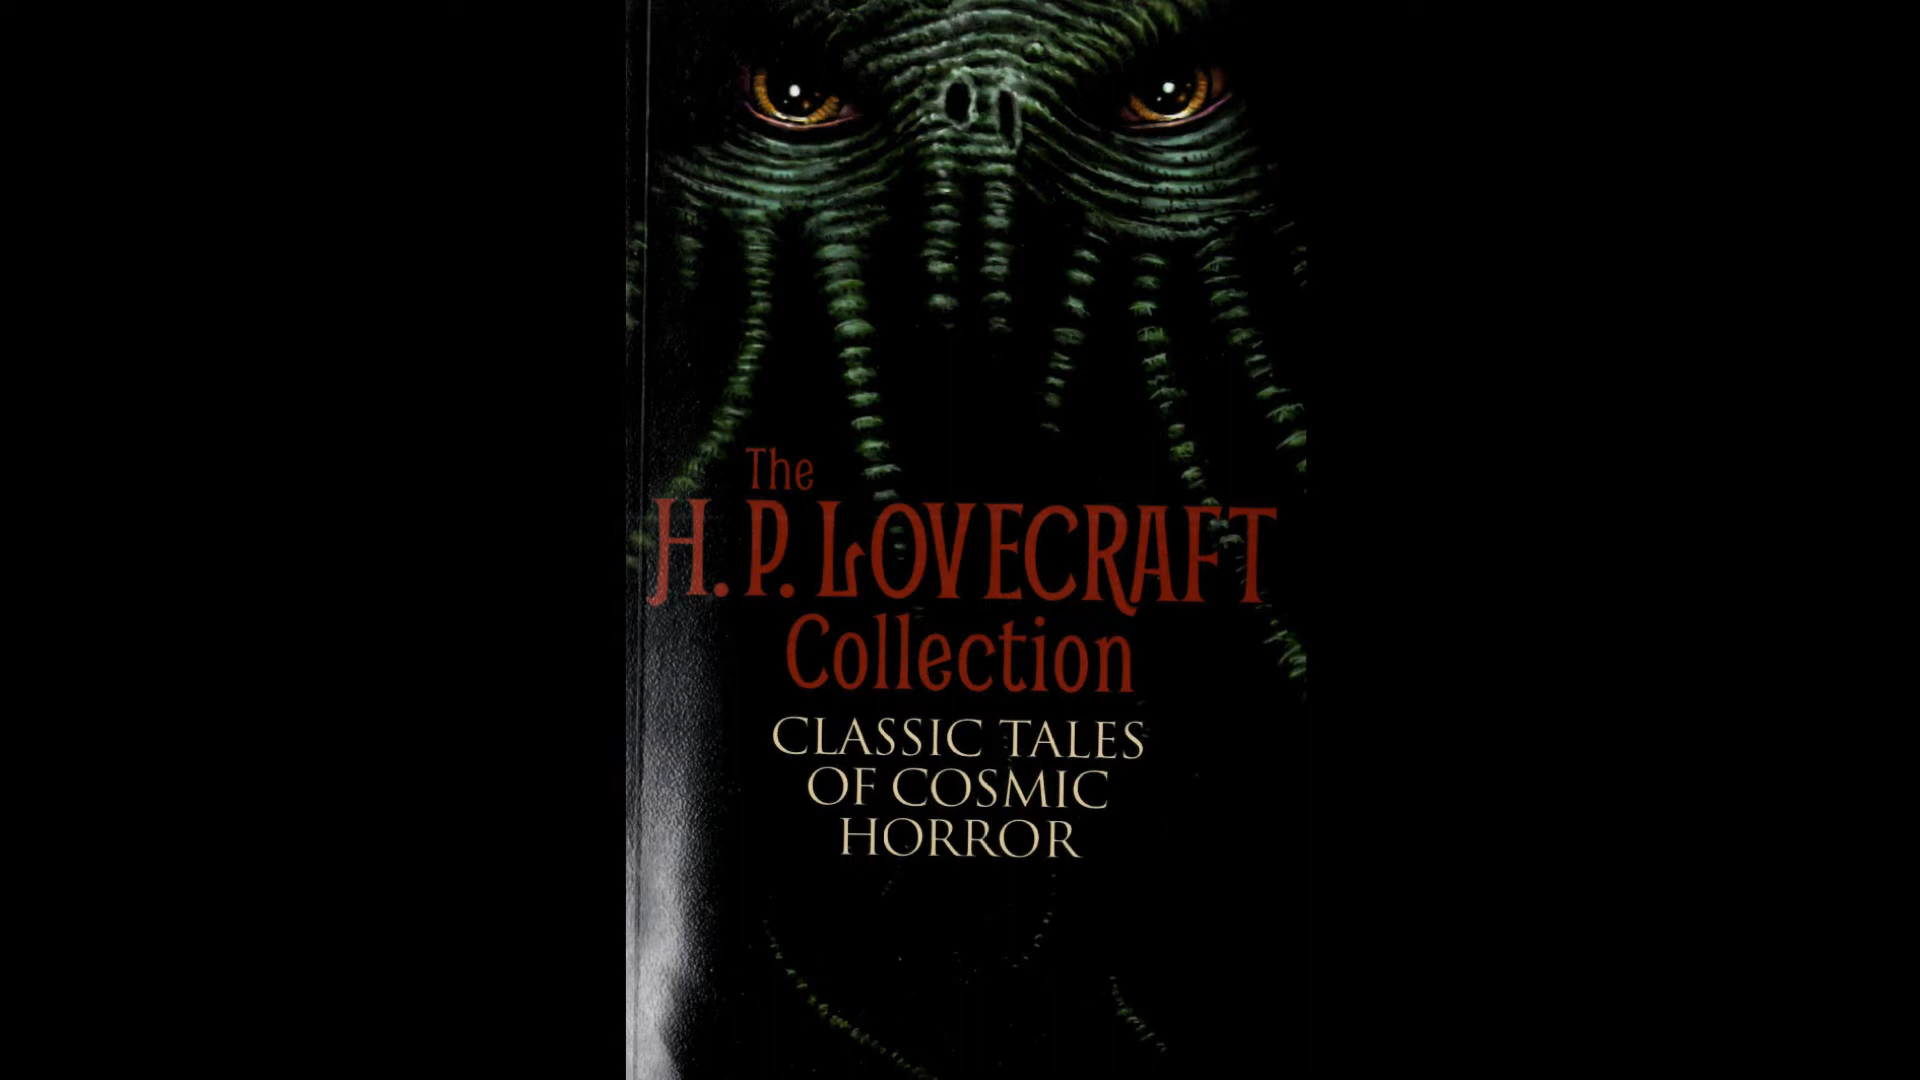 The
H. P. LOVECRAFT
Collection
CLASSIC TALES
OF COSMIC
HORROR